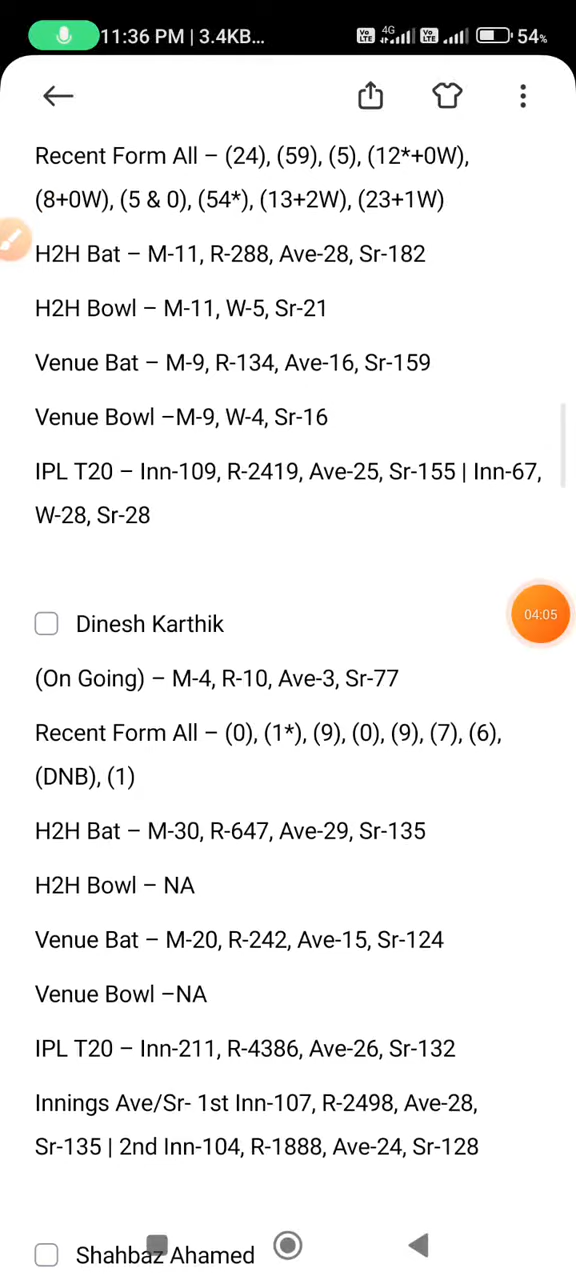 11:36 PM | 3.4KB... Vo LTE 4G Vo LTE 54%
Recent Form All – (24), (59), (5), (12*+0W),
(8+0W), (5 & 0), (54*), (13+2W), (23+1W)
H2H Bat – M-11, R-288, Ave-28, Sr-182
H2H Bowl – M-11, W-5, Sr-21
Venue Bat – M-9, R-134, Ave-16, Sr-159
Venue Bowl –M-9, W-4, Sr-16
IPL T20 – Inn-109, R-2419, Ave-25, Sr-155 | Inn-67,
W-28, Sr-28
04:05
Dinesh Karthik
(On Going) – M-4, R-10, Ave-3, Sr-77
Recent Form All – (0), (1*), (9), (0), (9), (7), (6),
(DNB), (1)
H2H Bat – M-30, R-647, Ave-29, Sr-135
H2H Bowl – NA
Venue Bat – M-20, R-242, Ave-15, Sr-124
Venue Bowl –NA
IPL T20 – Inn-211, R-4386, Ave-26, Sr-132
Innings Ave/Sr- 1st Inn-107, R-2498, Ave-28,
Sr-135 | 2nd Inn-104, R-1888, Ave-24, Sr-128
Shahbaz Ahamed